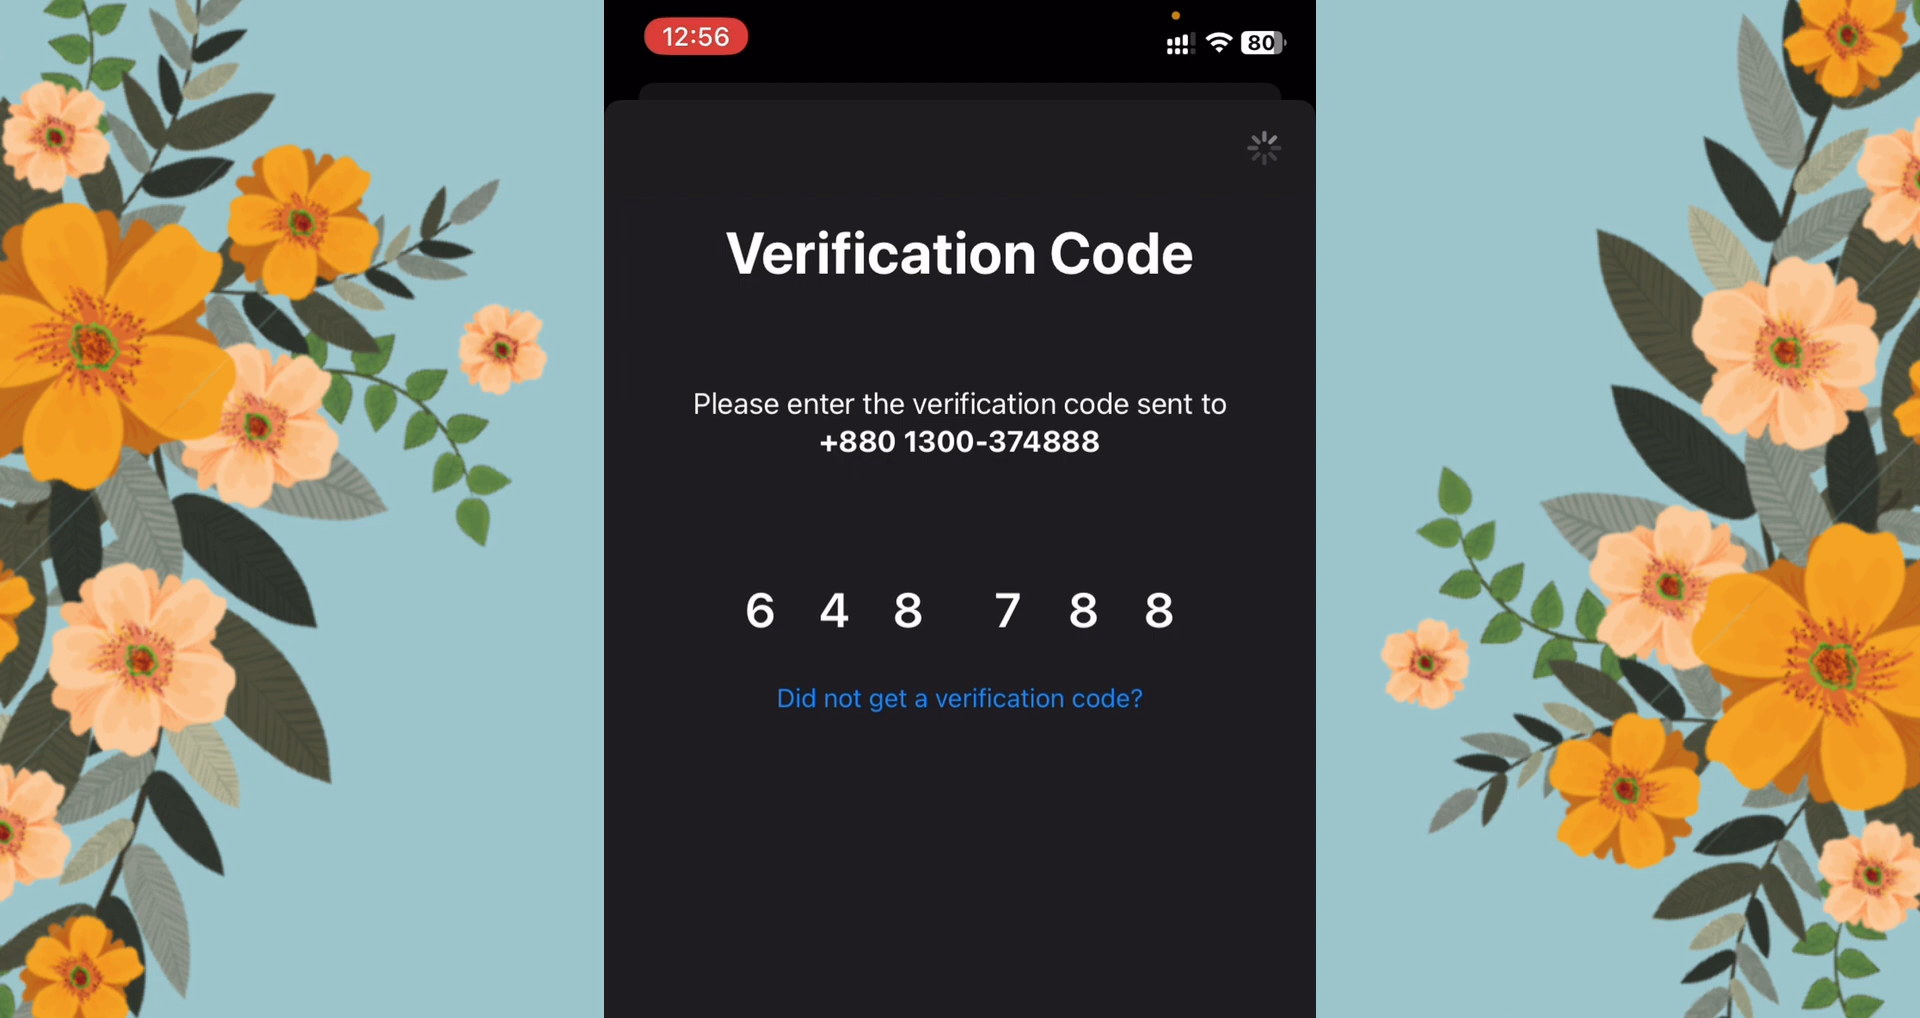 12:56
80
Verification Code
Please enter the verification code sent to
+880 1300-374888
6 4 8 7 8 8
Did not get a verification code?